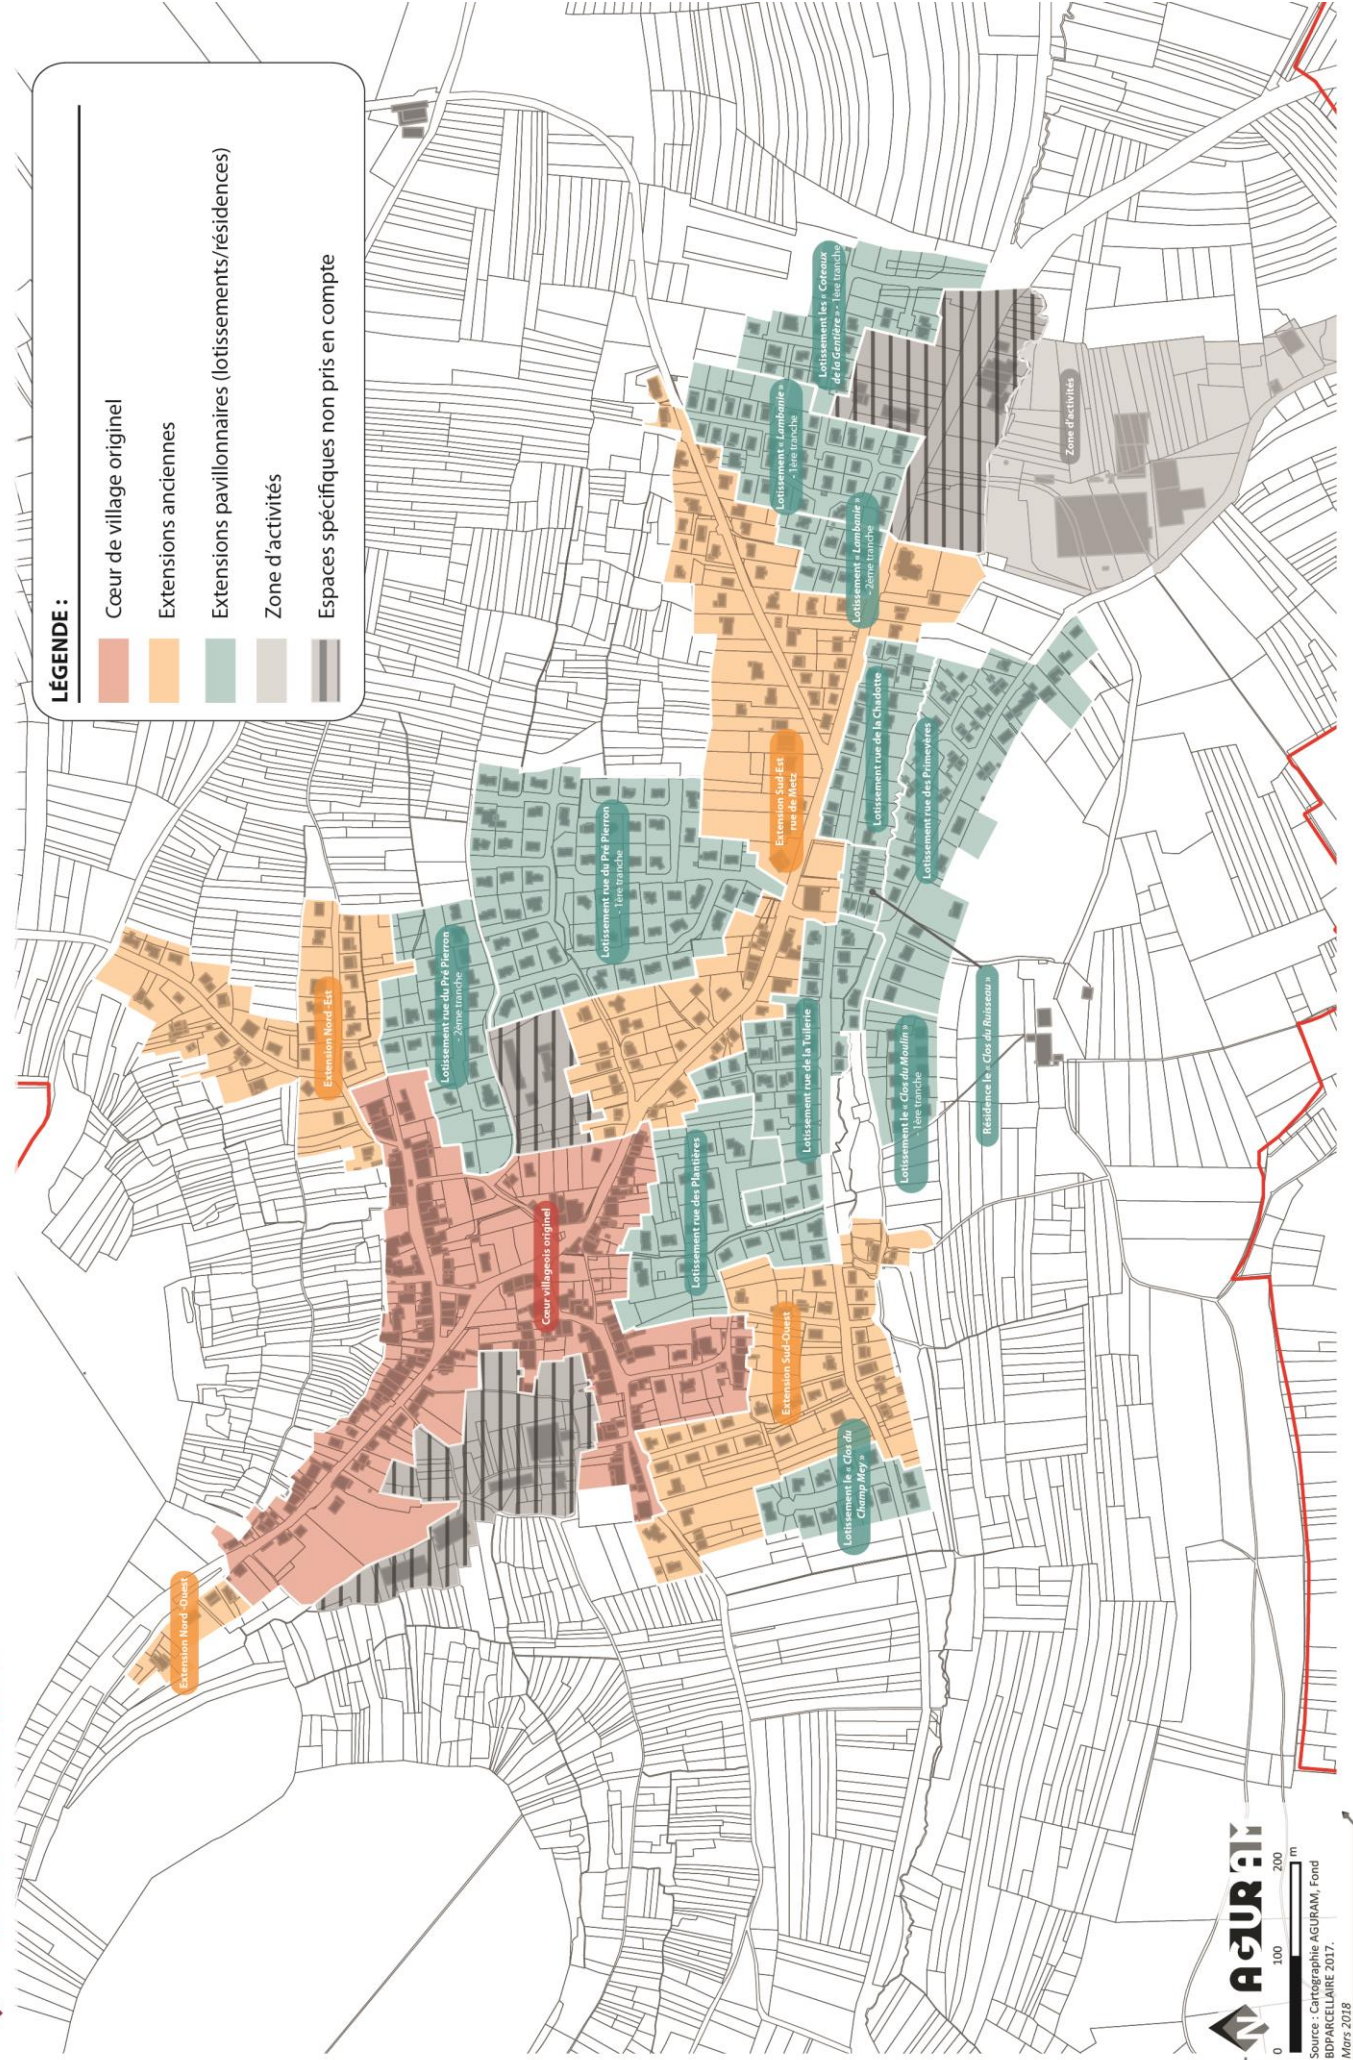 LÉGENDE :
Cœur de village originel
Extensions anciennes
Extensions pavillonnaires (lotissements/résidences)
Zone d'activités
Espaces spécifiques non pris en compte
Extension Nord-Ouest
Extension Nord-Est
Lotissement rue du Pré Pierron
- 2ème tranche
Lotissement rue du Pré Pierron
- 1ère tranche
Cœur villageois originel
Lotissement rue des Plantières
Extension Sud-Ouest
Lotissement le « Clos du
Champ Mey »
Lotissement rue de la Tuilerie
Lotissement le « Clos du Moulin »
- 1ère tranche
Résidence le « Clos du Ruisseau »
Extension Sud-Est
rue de Metz
Lotissement rue de la Chadotte
Lotissement rue des Primevères
Lotissement « Lambanie »
- 2ème tranche
Lotissement « Lambanie »
- 1ère tranche
Lotissement les « Coteaux
de la Gentière » - 1ère tranche
Zone d'activités
N
AGURAM
0 100 200
m
Source : Cartographie AGURAM, Fond
BDPARCELLAIRE 2017.
Mars 2018